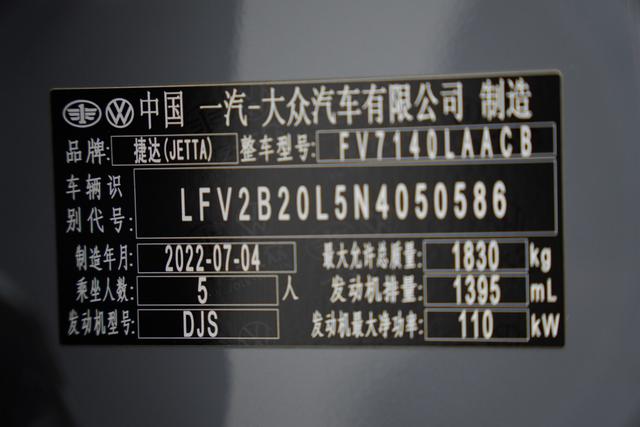 中国 一汽-大众汽车有限公司 制造
品牌: 捷达(JETTA) 整车型号: FV7140LAACB
车辆识别代号: LFV2B20L5N4050586
制造年月: 2022-07-04 最大允许总质量: 1830 kg
乘坐人数: 5 人 发动机排量: 1395 mL
发动机型号: DJS 发动机最大净功率: 110 kW